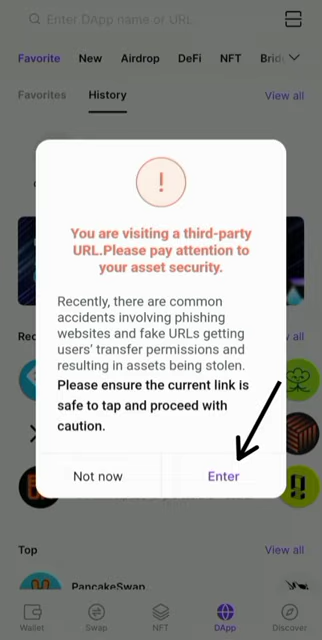 Enter DApp name or URL
Favorite New Airdrop DeFi NFT Brid
Favorites History View all
!
You are visiting a third-party
URL.Please pay attention to
your asset security.
Recently, there are common
accidents involving phishing
websites and fake URLs getting
users’ transfer permissions and
resulting in assets being stolen.
Please ensure the current link is
safe to tap and proceed with
caution.
Not now Enter
Top View all
PancakeSwap
Wallet Swap NFT DApp Discover